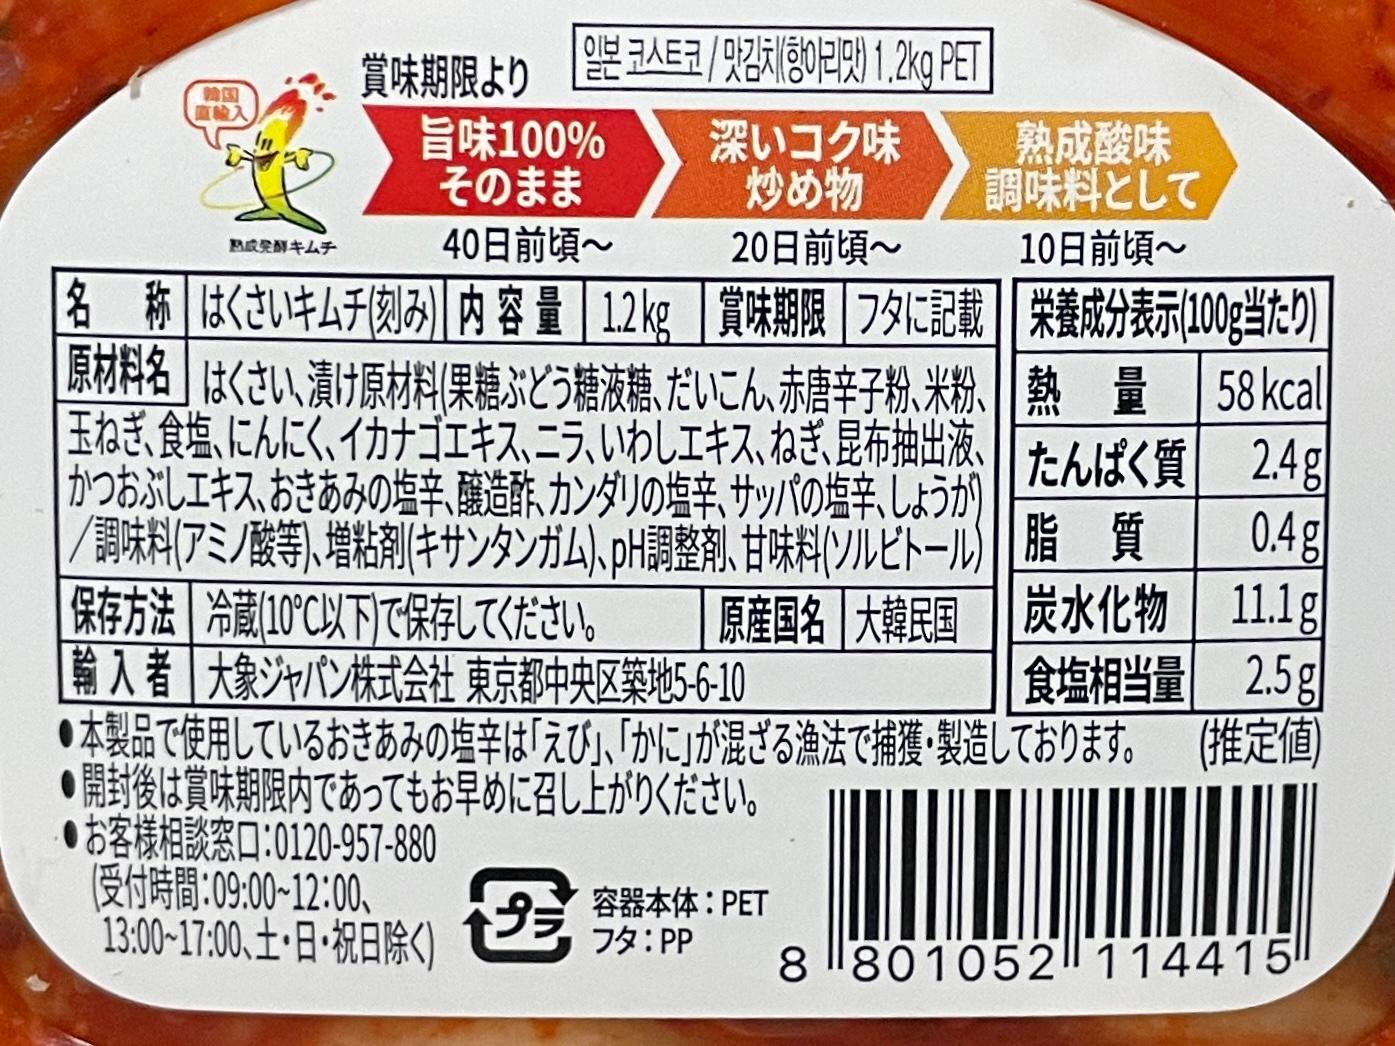 일본 코스트코 / 맛김치(항아리맛) 1.2kg PET
賞味期限より
韓国
直輸入
熟成発酵キムチ
旨味100%
そのまま
深いコク味
炒め物
熟成酸味
調味料として
40日前頃〜
20日前頃〜
10日前頃〜
名 称 はくさいキムチ(刻み) 内容量 1.2kg 賞味期限 フタに記載
原材料名 はくさい、漬け原材料(果糖ぶどう糖液糖、だいこん、赤唐辛子粉、米粉、
玉ねぎ、食塩、にんにく、イカナゴエキス、ニラ、いわしエキス、ねぎ、昆布抽出液、
かつおぶしエキス、おきあみの塩辛、醸造酢、カンダリの塩辛、サッパの塩辛、しょうが)
/調味料(アミノ酸等)、増粘剤(キサンタンガム)、pH調整剤、甘味料(ソルビトール)
保存方法 冷蔵(10℃以下)で保存してください。 原産国名 大韓民国
輸入者 大象ジャパン株式会社 東京都中央区築地5-6-10
栄養成分表示(100g当たり)
熱 量 58kcal
たんぱく質 2.4g
脂 質 0.4g
炭水化物 11.1g
食塩相当量 2.5g
(推定値)
●本製品で使用しているおきあみの塩辛は｢えび｣、｢かに｣が混ざる漁法で捕獲・製造しております。
●開封後は賞味期限内であってもお早めに召し上がりください。
●お客様相談窓口:0120-957-880
(受付時間:09:00~12:00、
13:00~17:00、土・日・祝日除く)
プラ
容器本体:PET
フタ:PP
8 801052 114415